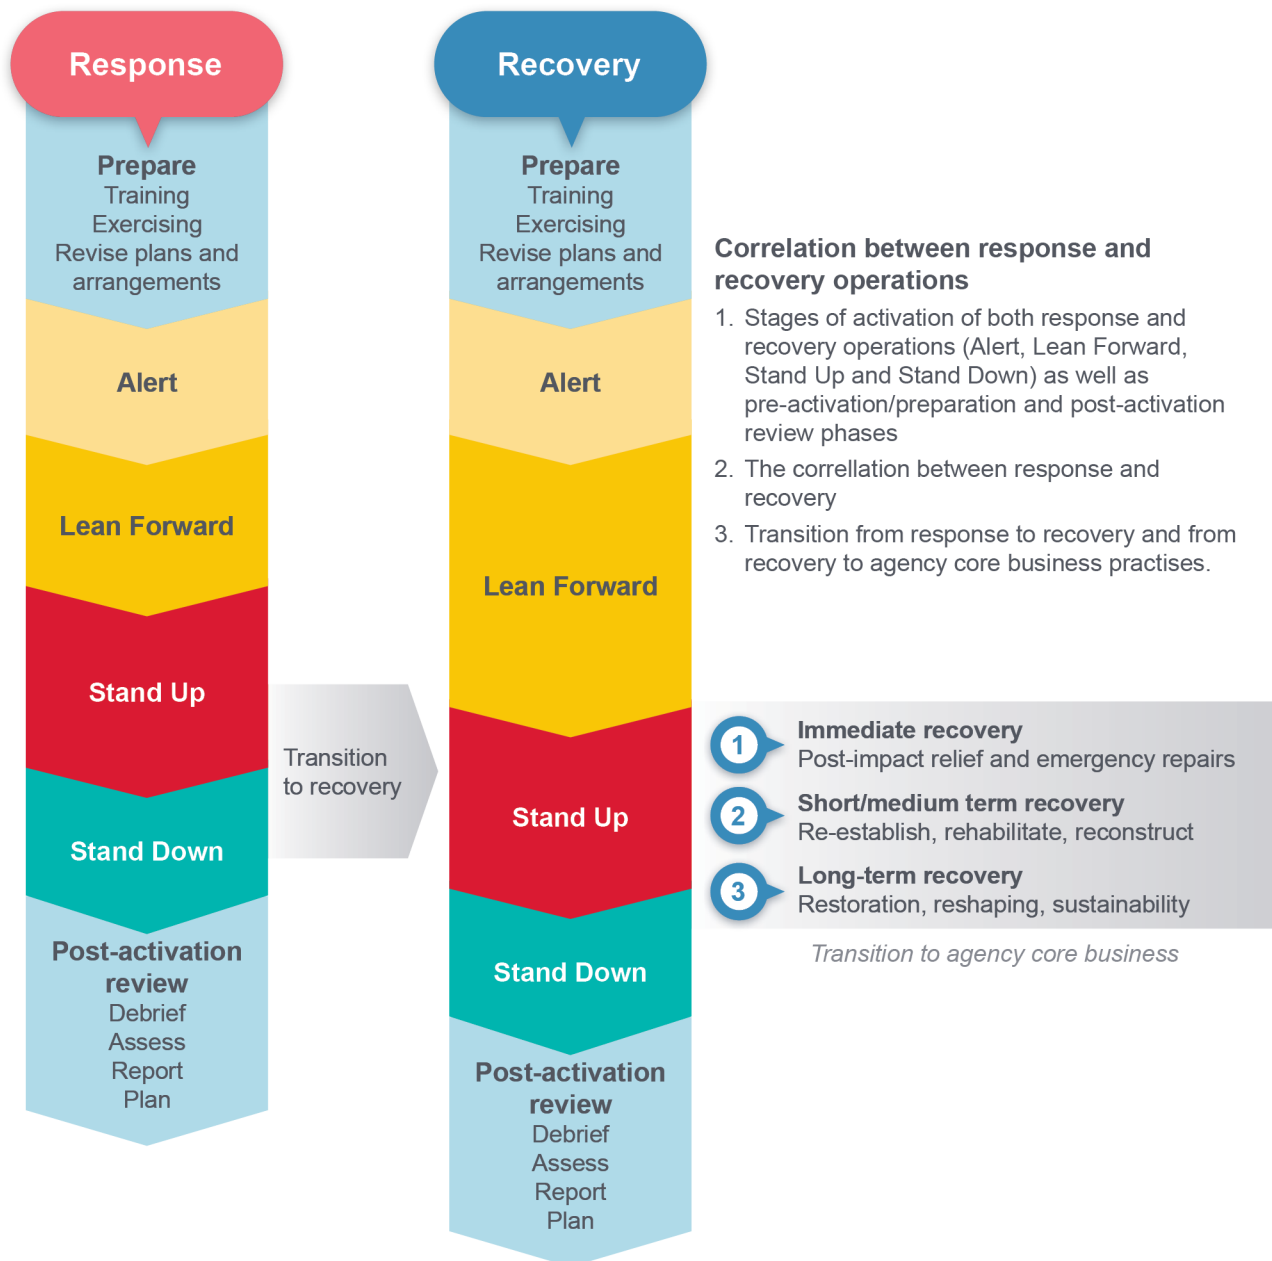 Response
Prepare
Training
Exercising
Revise plans and
arrangements
Alert
Lean Forward
Stand Up
Stand Down
Post-activation
review
Debrief
Assess
Report
Plan
Transition
to recovery
Recovery
Prepare
Training
Exercising
Revise plans and
arrangements
Alert
Lean Forward
Stand Up
Stand Down
Post-activation
review
Debrief
Assess
Report
Plan
Correlation between response and
recovery operations
1. Stages of activation of both response and
recovery operations (Alert, Lean Forward,
Stand Up and Stand Down) as well as
pre-activation/preparation and post-activation
review phases
2. The correllation between response and
recovery
3. Transition from response to recovery and from
recovery to agency core business practises.
1 Immediate recovery
Post-impact relief and emergency repairs
2 Short/medium term recovery
Re-establish, rehabilitate, reconstruct
3 Long-term recovery
Restoration, reshaping, sustainability
Transition to agency core business